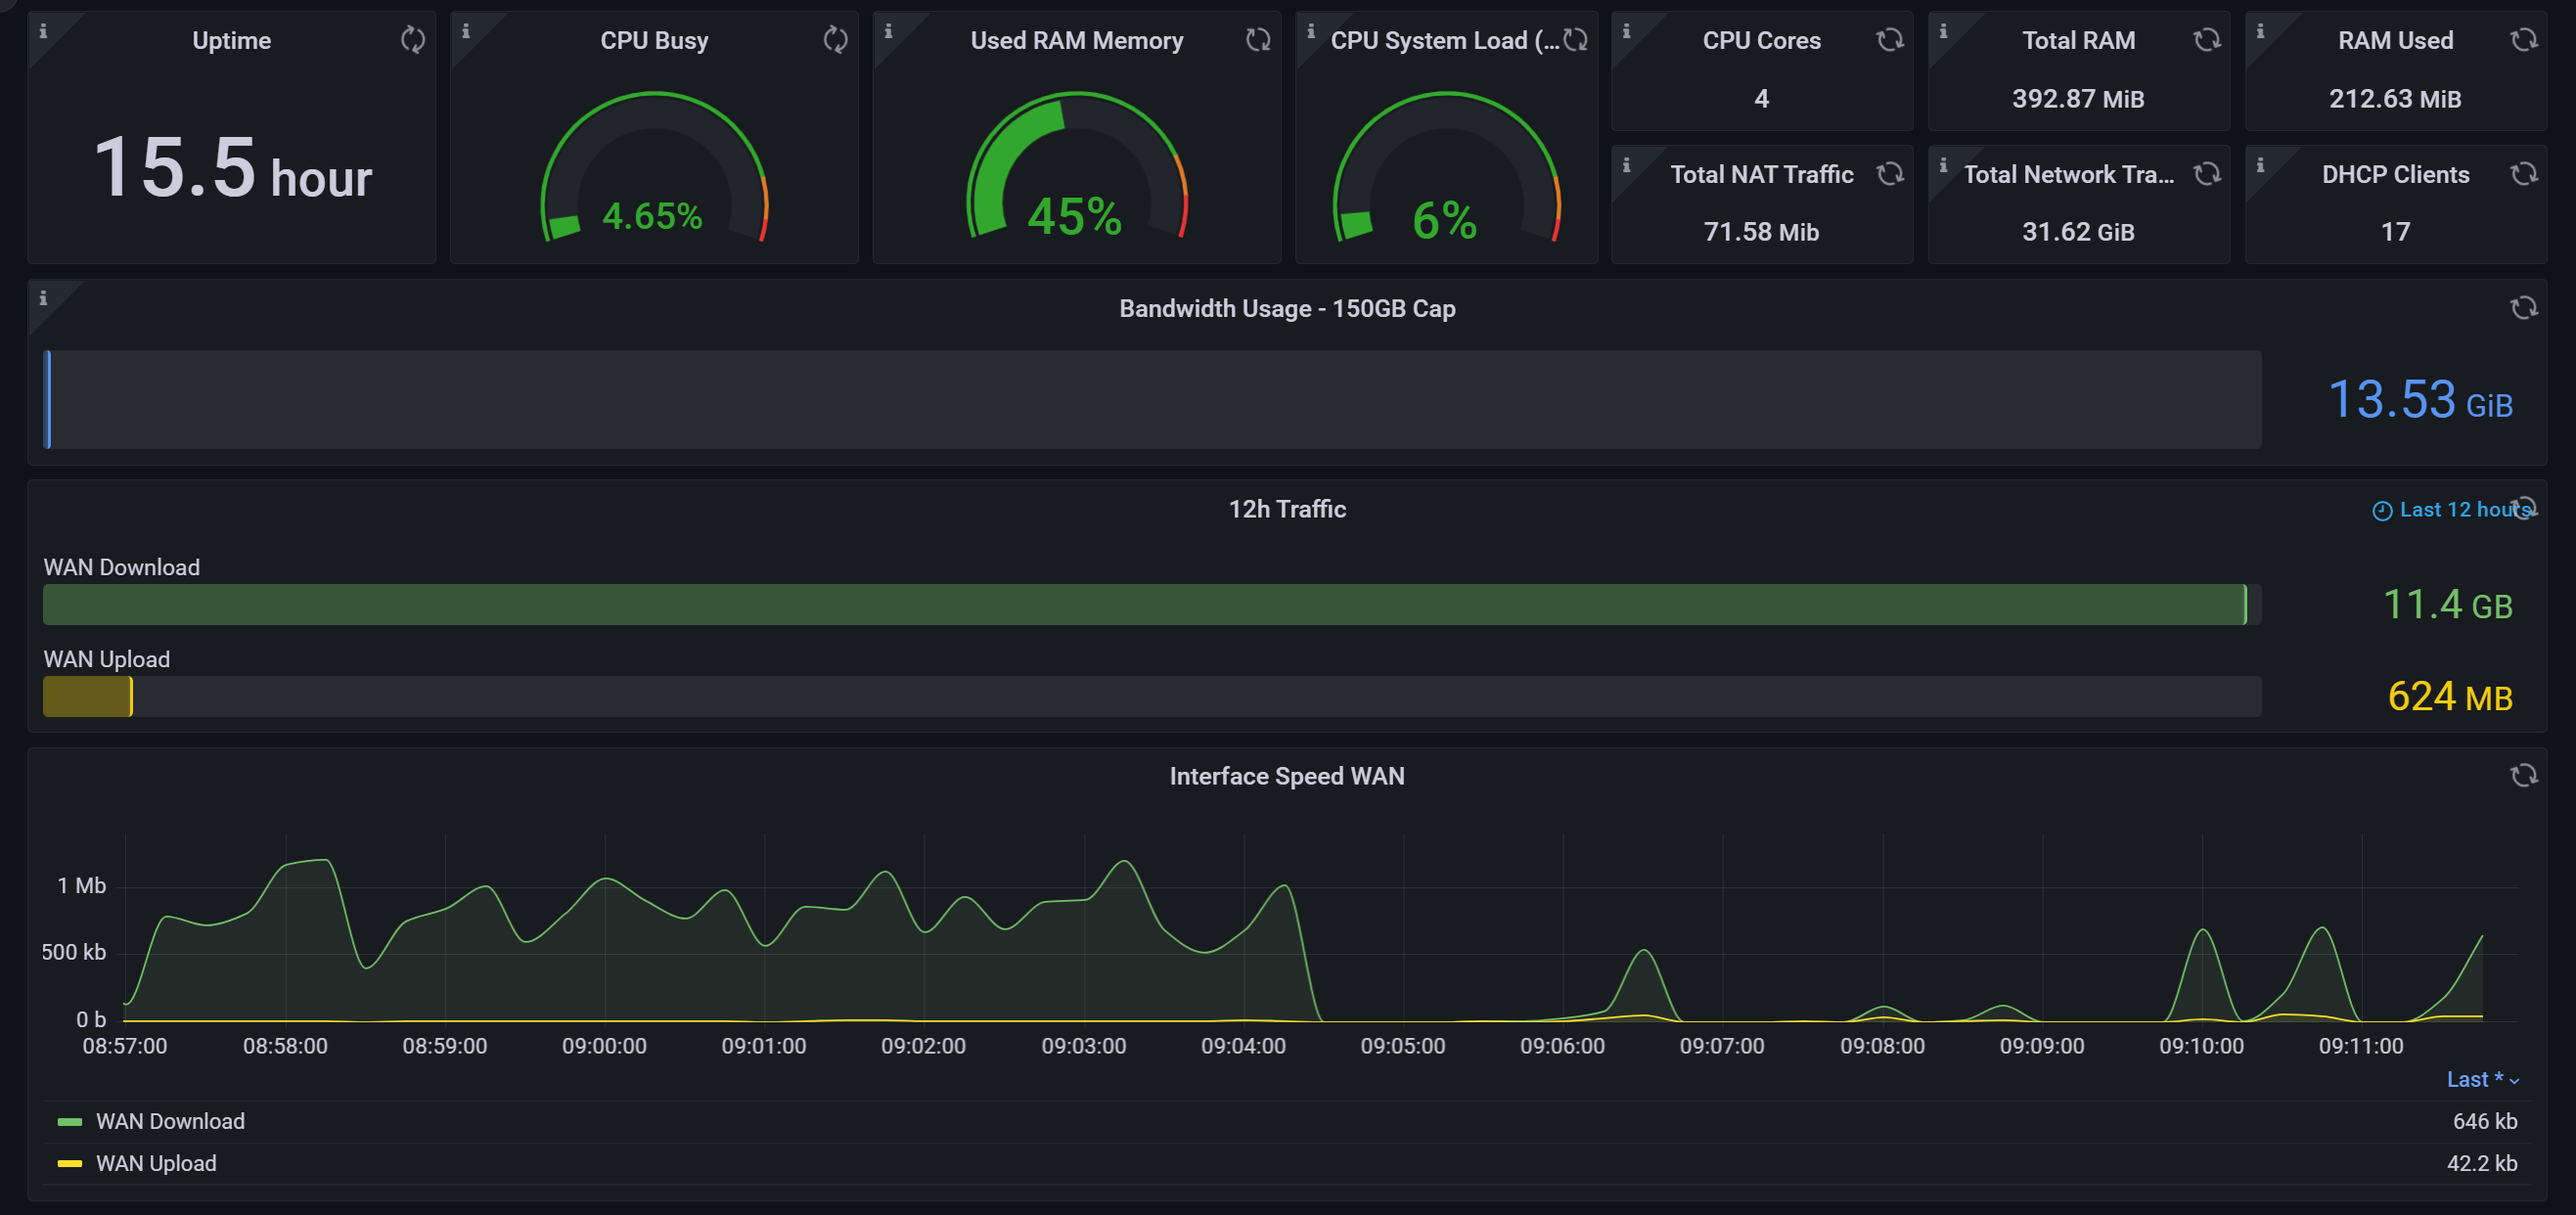 Uptime
15.5 hour
CPU Busy
4.65%
Used RAM Memory
45%
CPU System Load (...
6%
CPU Cores
4
Total RAM
392.87 MiB
RAM Used
212.63 MiB
Total NAT Traffic
71.58 Mib
Total Network Tra...
31.62 GiB
DHCP Clients
17
Bandwidth Usage - 150GB Cap
13.53 GiB
12h Traffic
Last 12 hours
WAN Download
11.4 GB
WAN Upload
624 MB
Interface Speed WAN
1 Mb
500 kb
0 b
08:57:00 08:58:00 08:59:00 09:00:00 09:01:00 09:02:00 09:03:00 09:04:00 09:05:00 09:06:00 09:07:00 09:08:00 09:09:00 09:10:00 09:11:00
Last *
WAN Download 646 kb
WAN Upload 42.2 kb